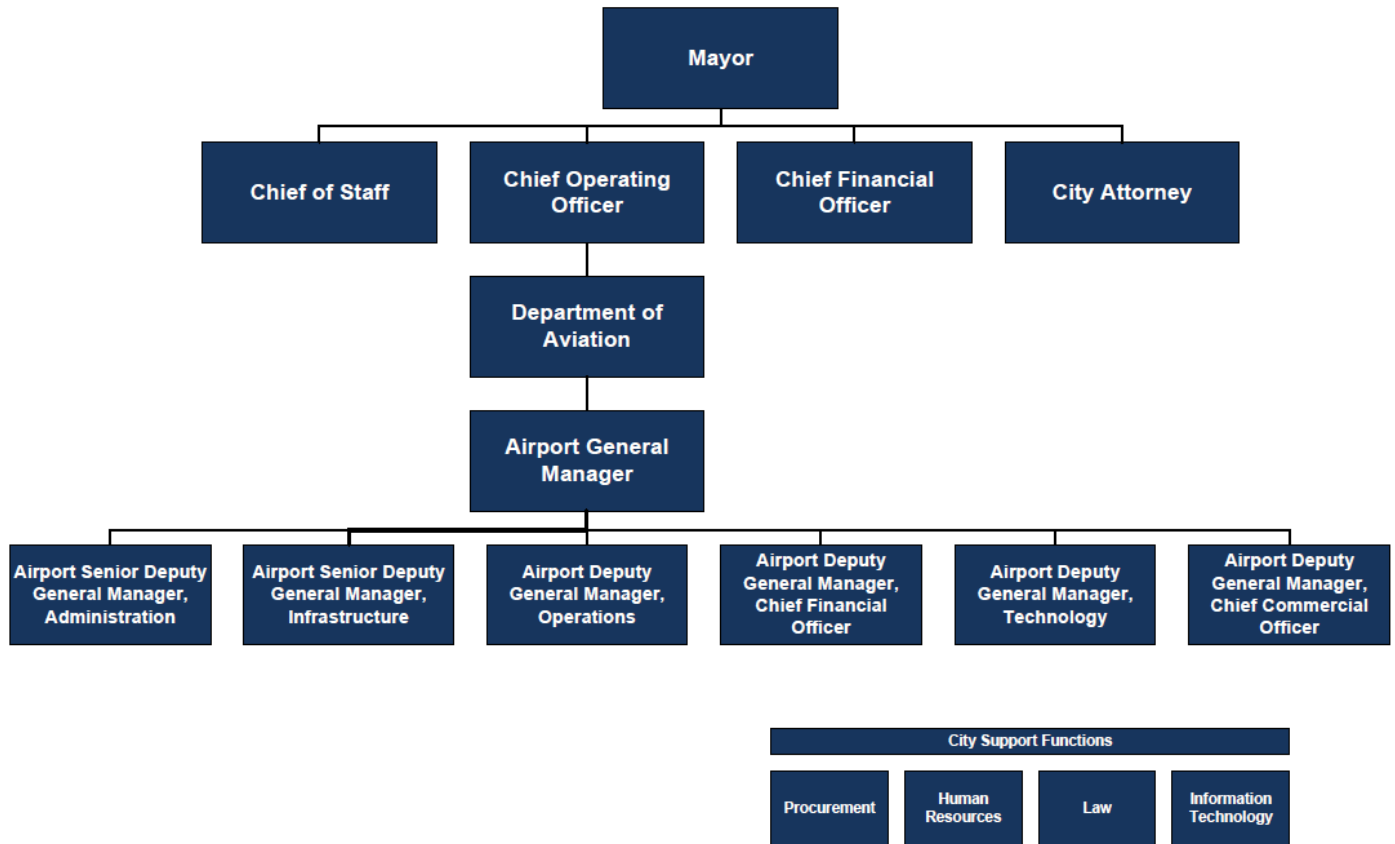 Mayor
Chief of Staff
Chief Operating
Officer
Chief Financial
Officer
City Attorney
Department of
Aviation
Airport General
Manager
Airport Senior Deputy
General Manager,
Administration
Airport Senior Deputy
General Manager,
Infrastructure
Airport Deputy
General Manager,
Operations
Airport Deputy
General Manager,
Chief Financial
Officer
Airport Deputy
General Manager,
Technology
Airport Deputy
General Manager,
Chief Commercial
Officer
City Support Functions
Procurement
Human
Resources
Law
Information
Technology